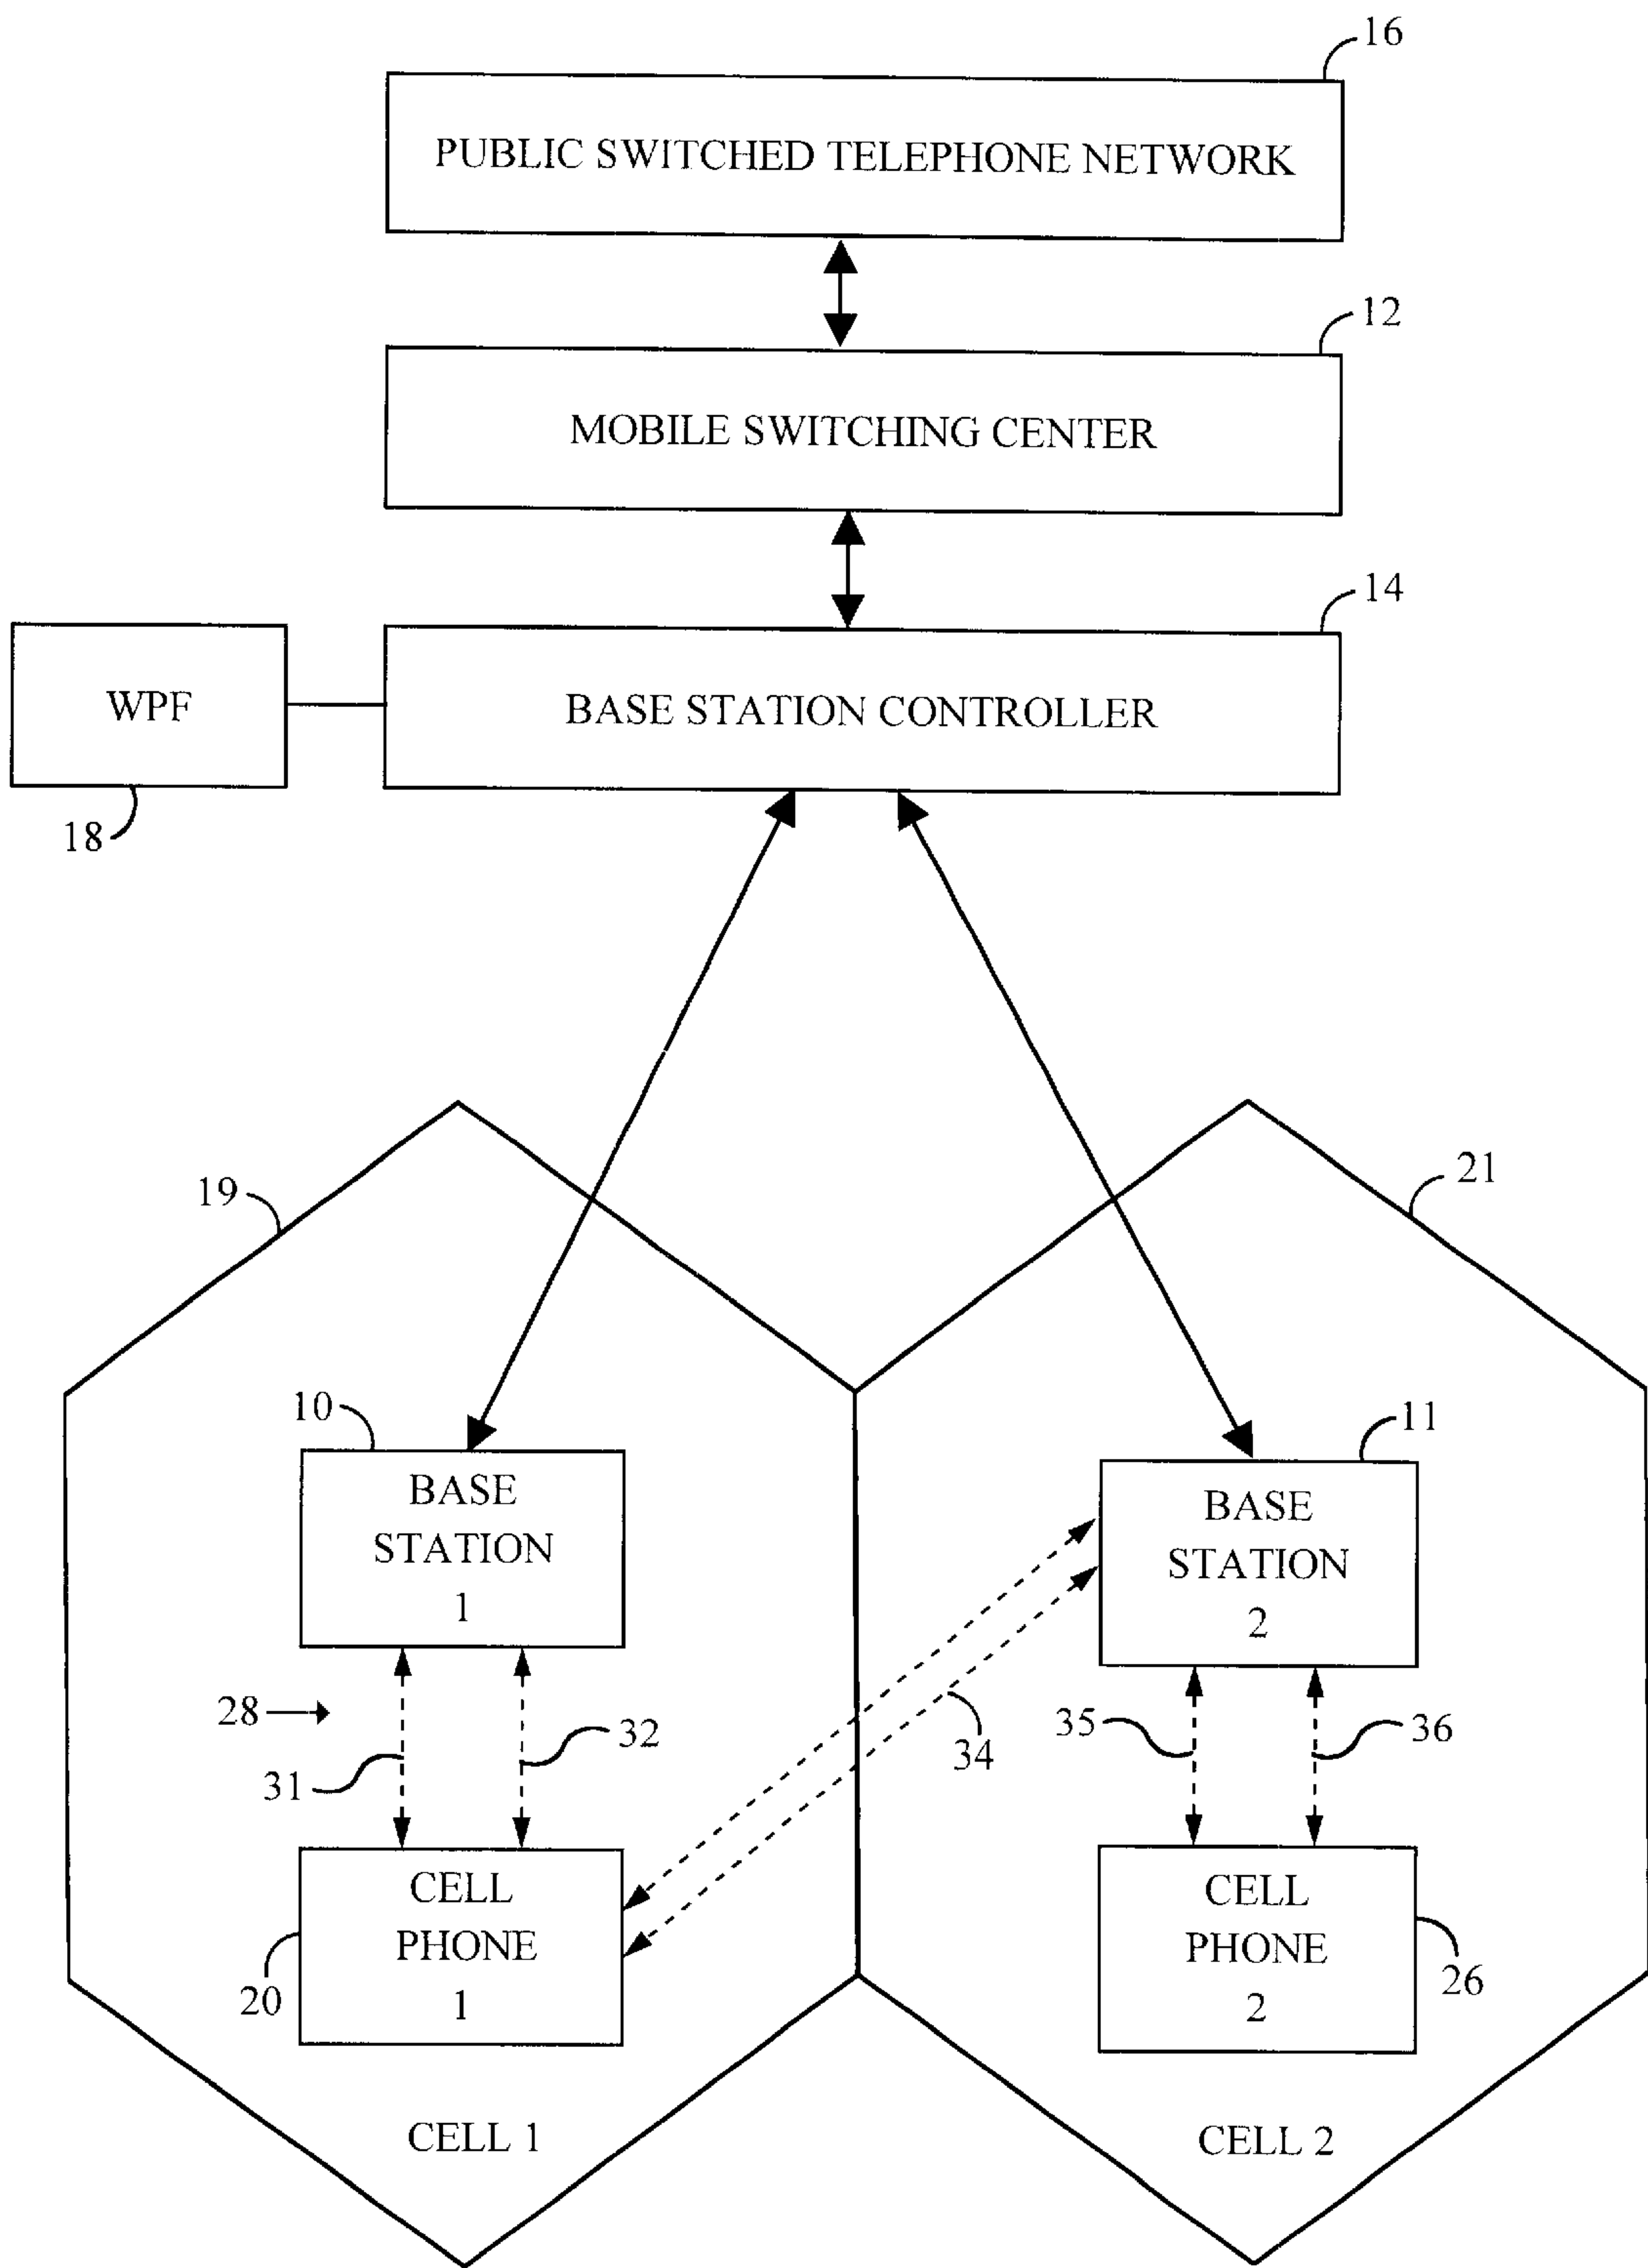 16
PUBLIC SWITCHED TELEPHONE NETWORK
12
MOBILE SWITCHING CENTER
14
WPF
BASE STATION CONTROLLER
18
19
21
10
11
BASE
STATION
1
BASE
STATION
2
28
31
32
34
35
36
CELL
PHONE
1
20
CELL
PHONE
2
26
CELL 1
CELL 2